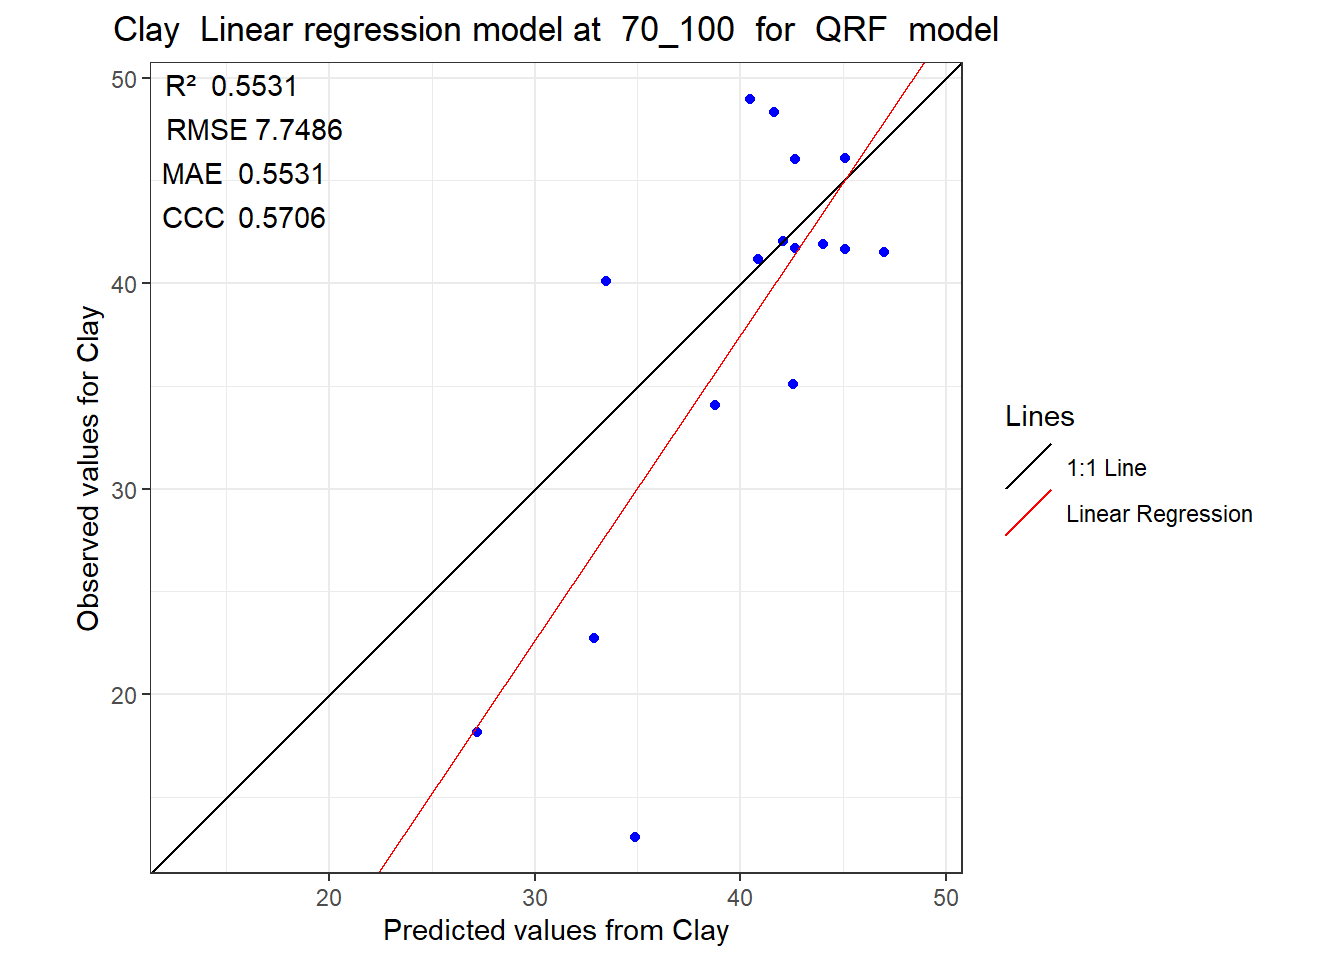 Clay Linear regression model at 70_100 for QRF model
R² 0.5531
RMSE 7.7486
MAE 0.5531
CCC 0.5706
50
40
30
20
Observed values for Clay
20 30 40 50
Predicted values from Clay
Lines
1:1 Line
Linear Regression